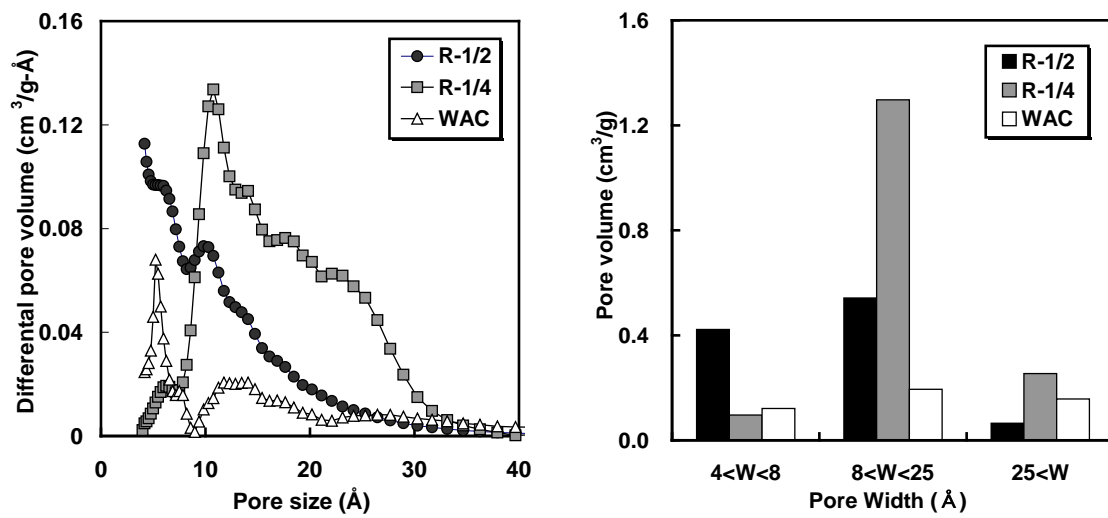 0.16
0.12
0.08
0.04
0
Differental pore volume (cm³/g-Å)
R-1/2
R-1/4
WAC
0
10
20
30
40
Pore size (Å)
1.6
1.2
0.8
0.4
0.0
Pore volume (cm³/g)
R-1/2
R-1/4
WAC
4<W<8
8<W<25
25<W
Pore Width (Å)